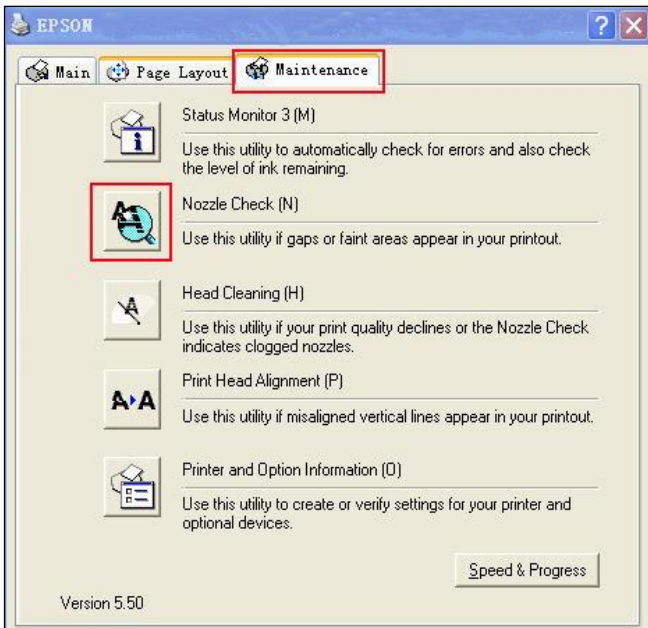 EPSON
Main
Page Layout
Maintenance
Status Monitor 3 (M)
Use this utility to automatically check for errors and also check
the level of ink remaining.
Nozzle Check (N)
Use this utility if gaps or faint areas appear in your printout.
Head Cleaning (H)
Use this utility if your print quality declines or the Nozzle Check
indicates clogged nozzles.
Print Head Alignment (P)
Use this utility if misaligned vertical lines appear in your printout.
Printer and Option Information (O)
Use this utility to create or verify settings for your printer and
optional devices.
Speed & Progress
Version 5.50